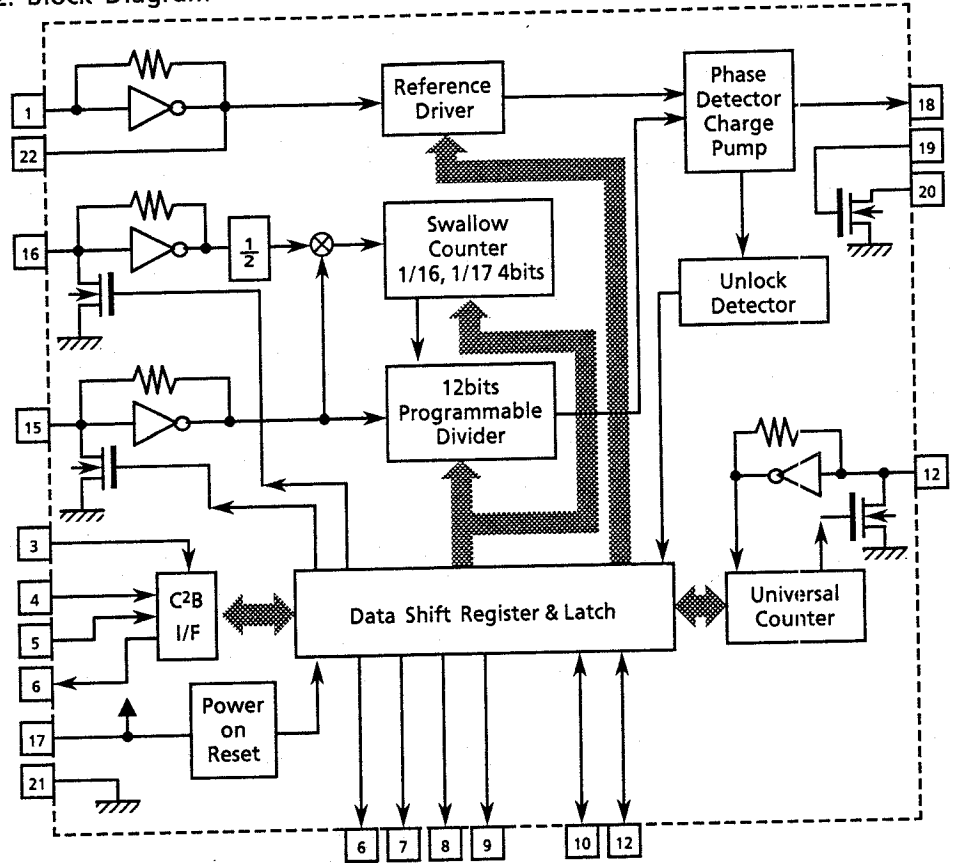 2. Block Diagram
1
22
16
15
3
4
5
6
17
21
1
2
Reference
Driver
Swallow
Counter
1/16, 1/17 4bits
12bits
Programmable
Divider
Phase
Detector
Charge
Pump
Unlock
Detector
18
19
20
12
C²B
I/F
Data Shift Register & Latch
Universal
Counter
Power
on
Reset
6
7
8
9
10
12